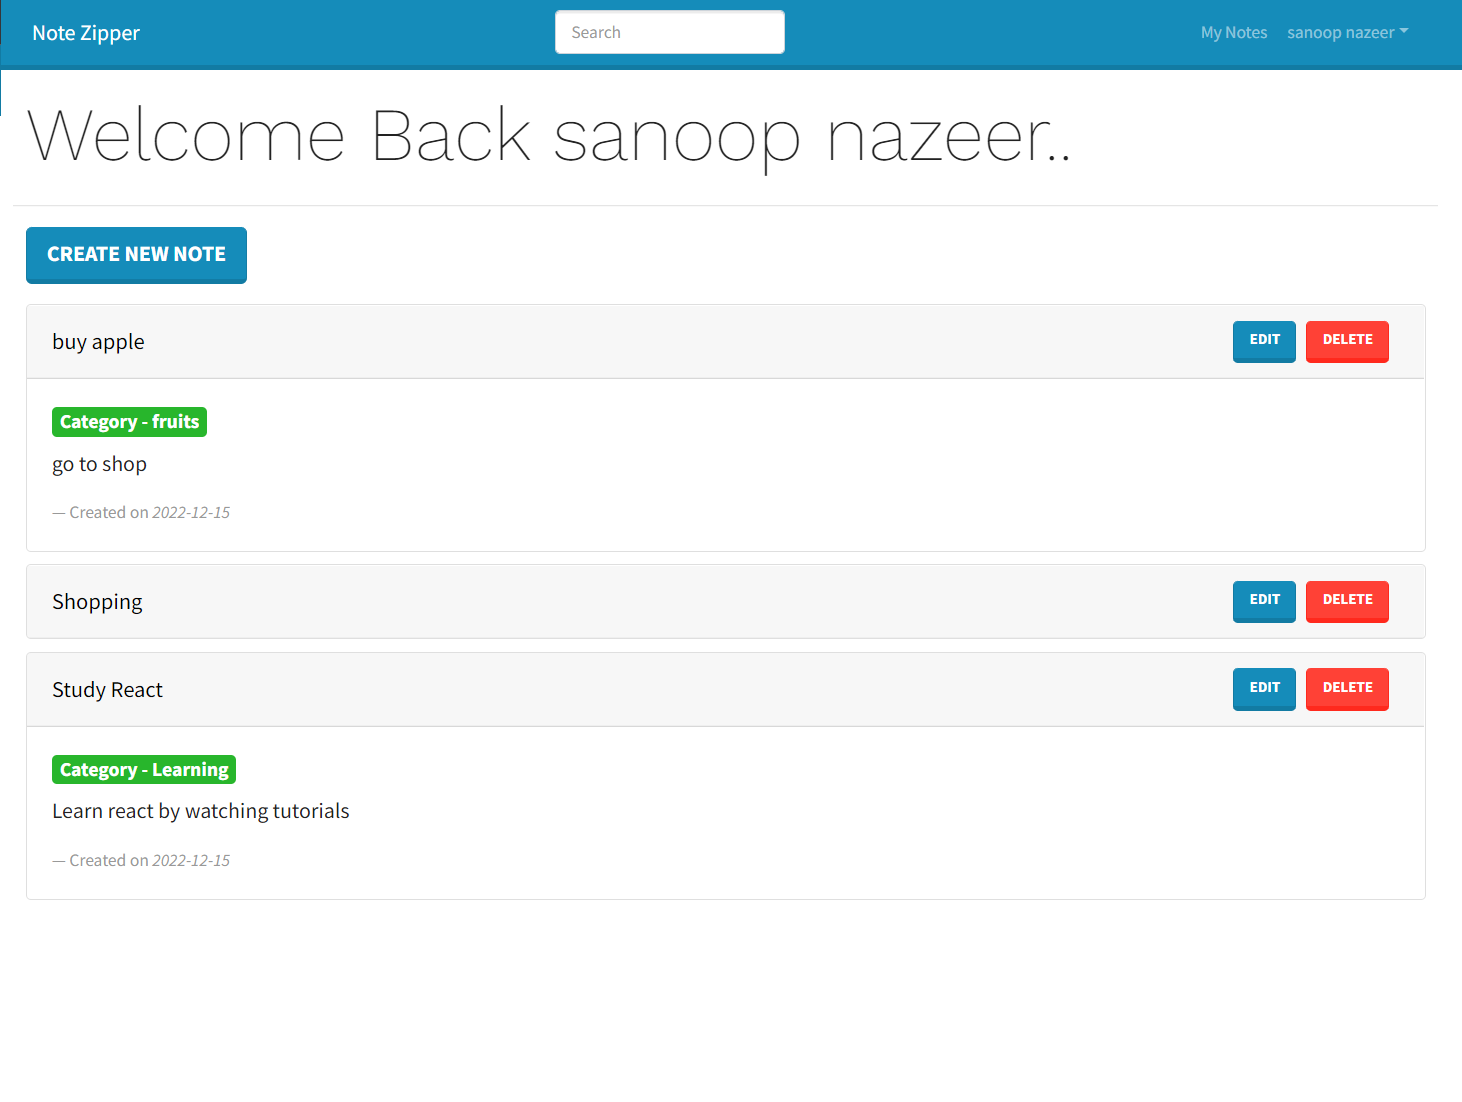 Note Zipper
Search
My Notes
sanoop nazeer
Welcome Back sanoop nazeer..
CREATE NEW NOTE
buy apple
EDIT
DELETE
Category - fruits
go to shop
— Created on 2022-12-15
Shopping
EDIT
DELETE
Study React
EDIT
DELETE
Category - Learning
Learn react by watching tutorials
— Created on 2022-12-15